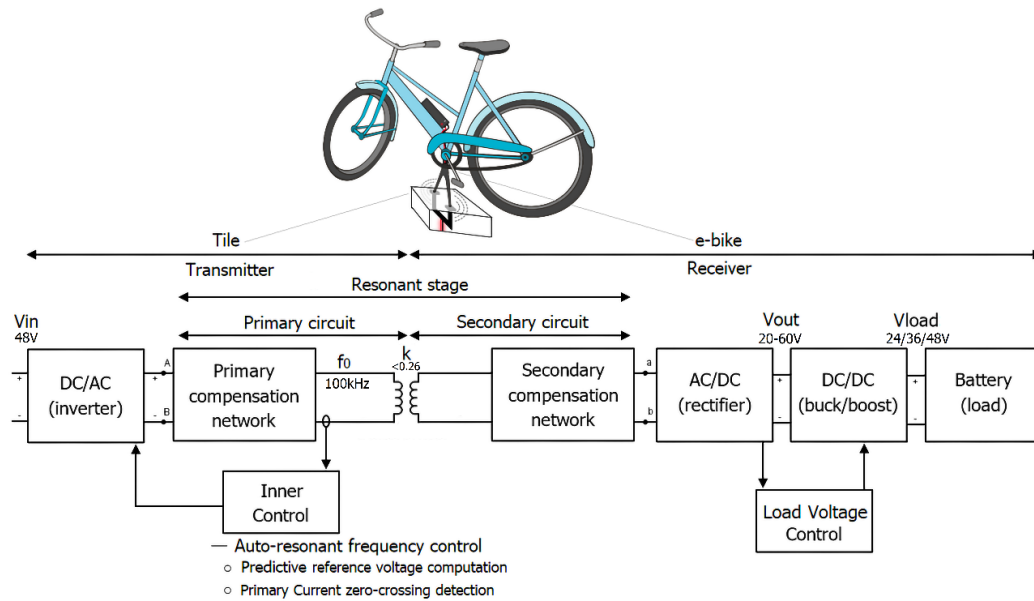 Tile
e-bike
Transmitter
Receiver
Resonant stage
Primary circuit
Secondary circuit
Vin
48V
Vout
20-60V
Vload
24/36/48V
+
-
DC/AC
(inverter)
+
-
A
B
Primary
compensation
network
f0
100kHz
k
<0.26
Secondary
compensation
network
a
b
AC/DC
(rectifier)
+
-
DC/DC
(buck/boost)
+
-
Battery
(load)
Inner
Control
Load Voltage
Control
— Auto-resonant frequency control
○ Predictive reference voltage computation
○ Primary Current zero-crossing detection